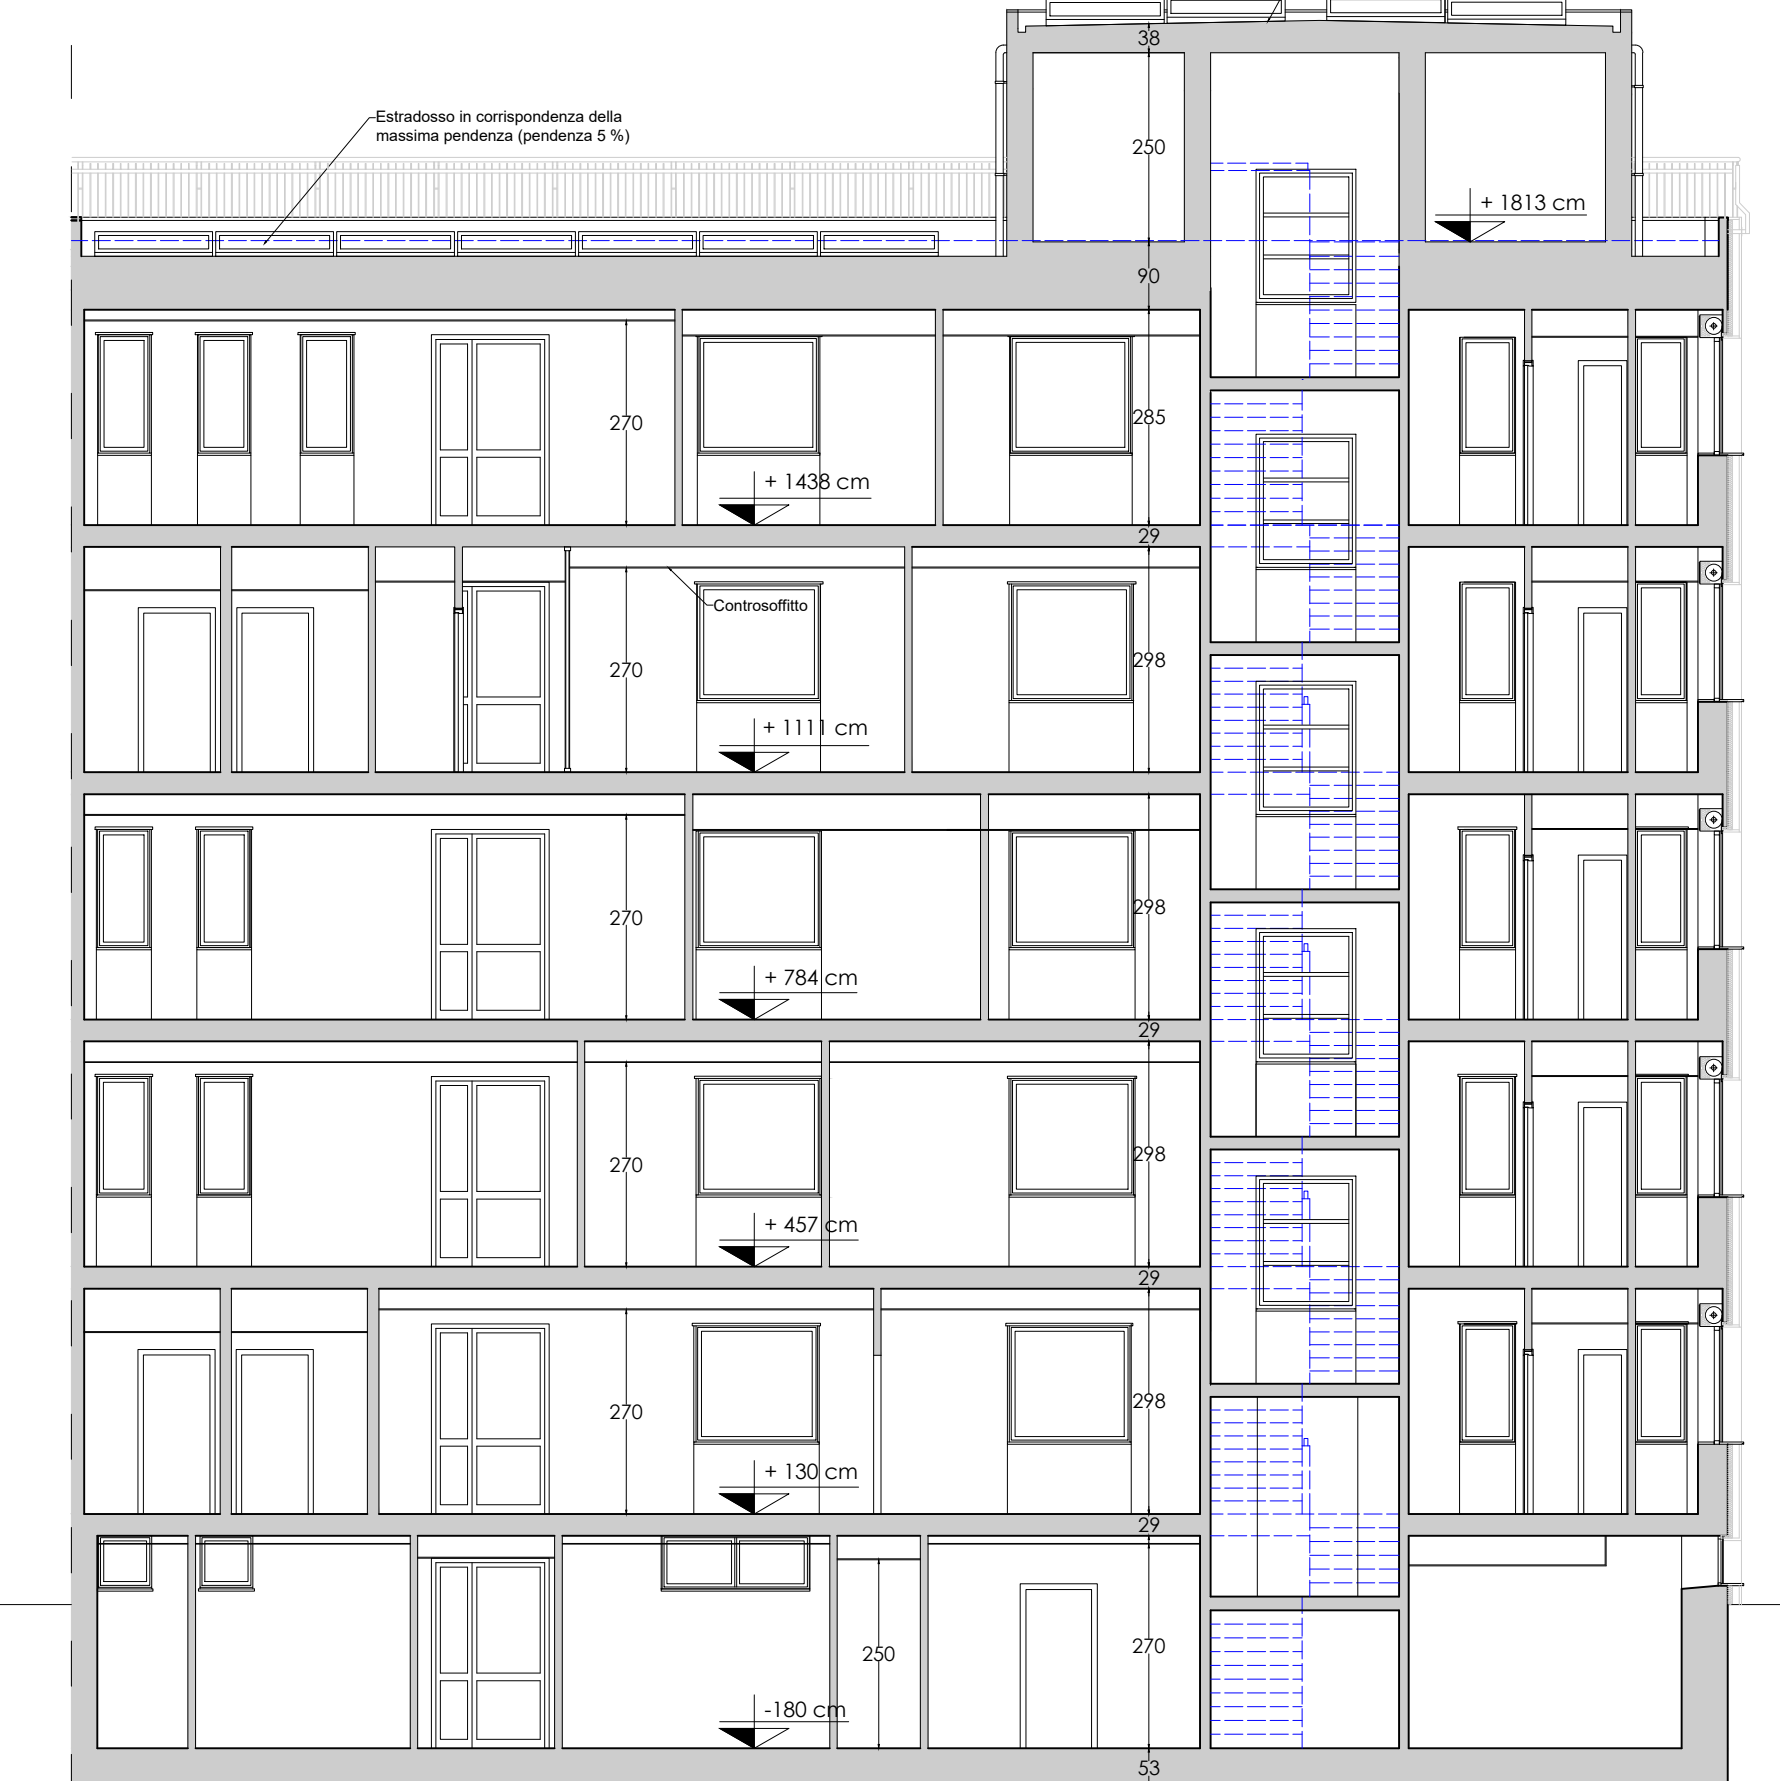 38
Estradosso in corrispondenza della
massima pendenza (pendenza 5 %)
250
+ 1813 cm
90
270
285
+ 1438 cm
29
Controsoffitto
270
298
+ 1111 cm
270
298
+ 784 cm
29
270
298
+ 457 cm
29
270
298
+ 130 cm
29
250
270
-180 cm
53